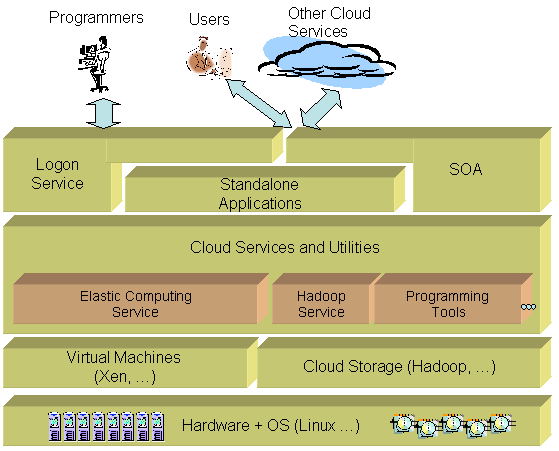 Programmers
Users
Other Cloud
Services
Logon
Service
Standalone
Applications
SOA
Cloud Services and Utilities
Elastic Computing
Service
Hadoop
Service
Programming
Tools
Virtual Machines
(Xen, …)
Cloud Storage (Hadoop, …)
Hardware + OS (Linux …)